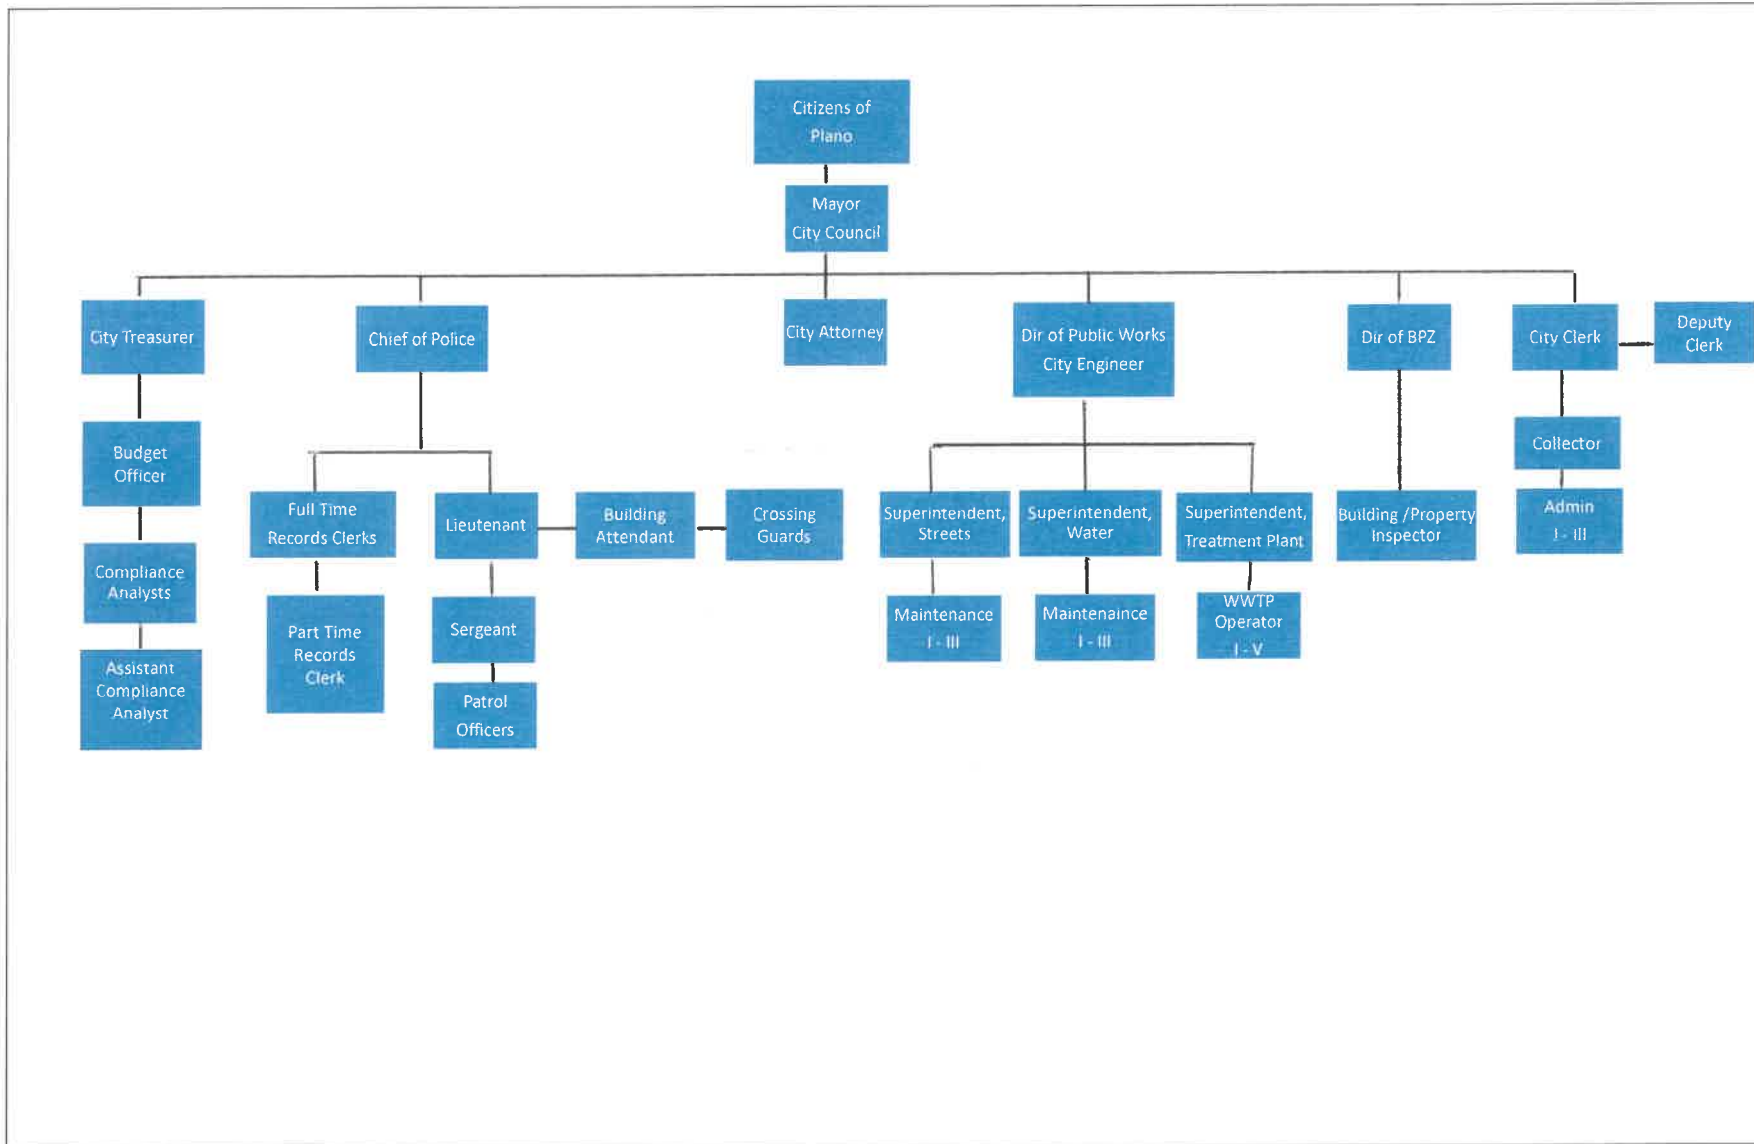 Citizens of
Plano
Mayor
City Council
City Treasurer
Chief of Police
City Attorney
Dir of Public Works
City Engineer
Dir of BPZ
City Clerk
Deputy
Clerk
Budget
Officer
Collector
Full Time
Records Clerks
Lieutenant
Building
Attendant
Crossing
Guards
Superintendent,
Streets
Superintendent,
Water
Superintendent,
Treatment Plant
Building /Property
Inspector
Admin
I - III
Compliance
Analysts
Part Time
Records
Clerk
Sergeant
Maintenance
I - III
Maintenaince
I - III
WWTP
Operator
I - V
Assistant
Compliance
Analyst
Patrol
Officers